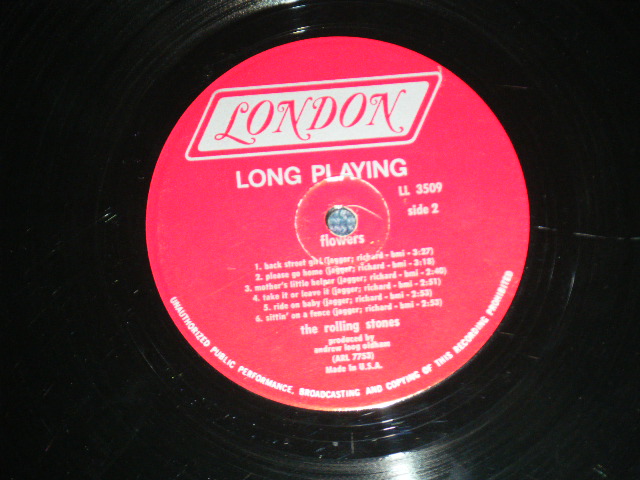 LONDON
LONG PLAYING
LL 3509
side 2
flowers
1. back street girl (jagger; richard - bmi - 3:27)
2. please go home (jagger; richard - bmi - 3:18)
3. mother's little helper (jagger; richard - bmi - 2:40)
4. take it or leave it (jagger; richard - bmi - 2:51)
5. ride on baby (jagger; richard - bmi - 2:53)
6. sittin' on a fence (jagger; richard - bmi - 2:53)
the rolling stones
produced by
andrew loog oldham
(ARL 7753)
Made in U.S.A.
UNAUTHORIZED PUBLIC PERFORMANCE, BROADCASTING AND COPYING OF THIS RECORDING PROHIBITED